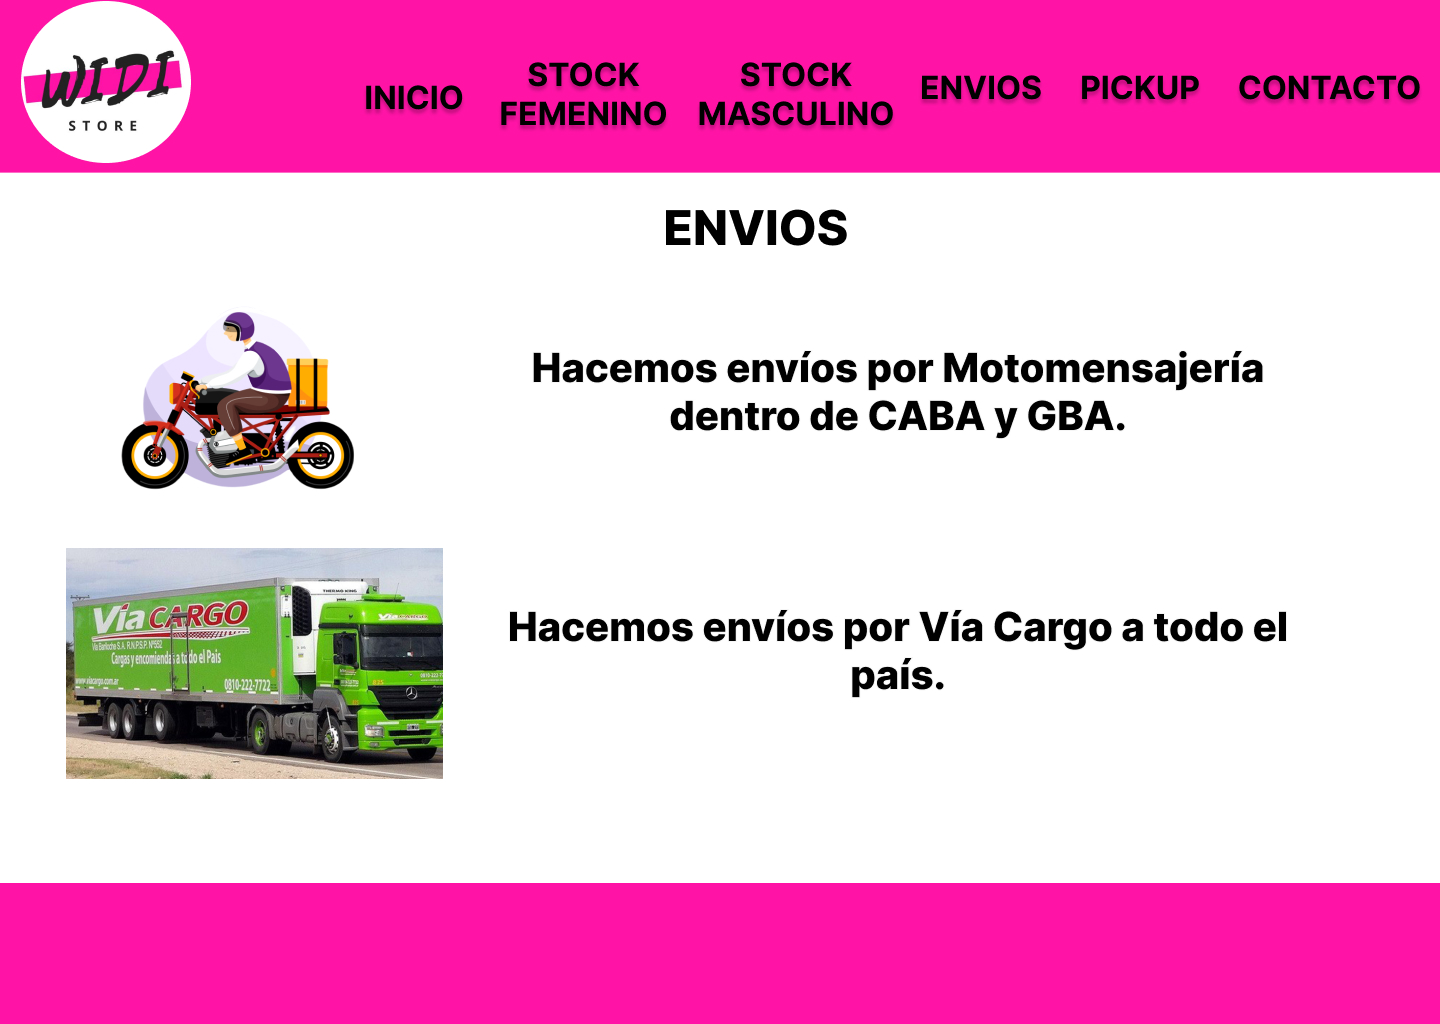 WIDI
STORE
INICIO
STOCK
FEMENINO
STOCK
MASCULINO
ENVIOS
PICKUP
CONTACTO
ENVIOS
Hacemos envíos por Motomensajería
dentro de CABA y GBA.
THERMO KING
Vía CARGO
Vía Bariloche S.A. R.N.P.S.P. Nº652
Cargas y encomiendas a todo el País
www.viacargo.com.ar
0810-222-7722
Hacemos envíos por Vía Cargo a todo el
país.